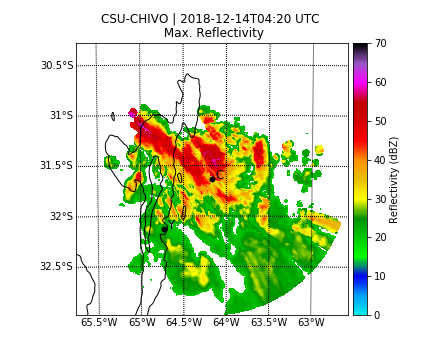 CSU-CHIVO | 2018-12-14T04:20 UTC
Max. Reflectivity
30.5°S
31°S
31.5°S
32°S
32.5°S
65.5°W 65°W 64.5°W 64°W 63.5°W 63°W
C
70
60
50
40
30
20
10
0
Reflectivity (dBZ)